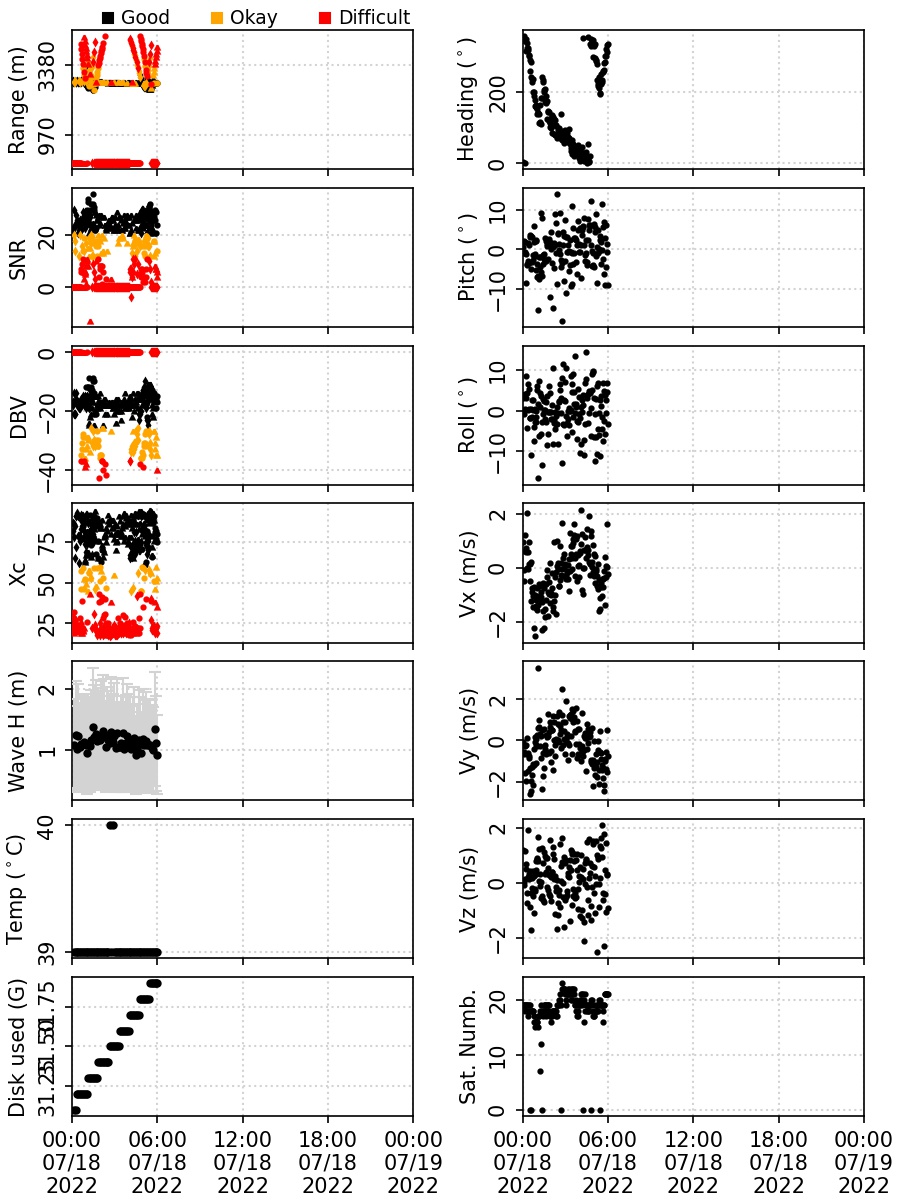 Good Okay Difficult
Range (m)
3380
970
Heading (°)
200
0
SNR
20
0
Pitch (°)
10
0
−10
DBV
0
−20
−40
Roll (°)
10
0
−10
Xc
75
50
25
Vx (m/s)
2
0
−2
Wave H (m)
2
1
Vy (m/s)
2
0
−2
Temp (°C)
40
39
Vz (m/s)
2
0
−2
Disk used (G)
31.75
31.50
31.25
Sat. Numb.
20
10
0
00:00 06:00 12:00 18:00 00:00
07/18 07/18 07/18 07/18 07/19
2022 2022 2022 2022 2022
00:00 06:00 12:00 18:00 00:00
07/18 07/18 07/18 07/18 07/19
2022 2022 2022 2022 2022